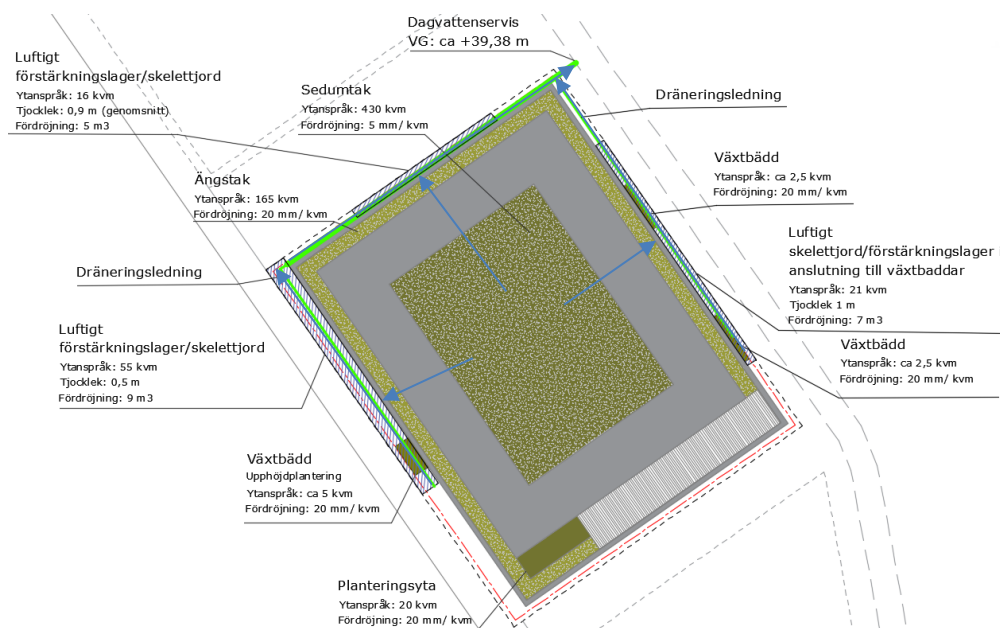 Dagvattenservis
VG: ca +39,38 m
Luftigt
förstärkningslager/skelettjord
Ytanspråk: 16 kvm
Tjocklek: 0,9 m (genomsnitt)
Fördröjning: 5 m3
Sedumtak
Ytanspråk: 430 kvm
Fördröjning: 5 mm/ kvm
Dräneringsledning
Växtbädd
Ytanspråk: ca 2,5 kvm
Fördröjning: 20 mm/ kvm
Ängstak
Ytanspråk: 165 kvm
Fördröjning: 20 mm/ kvm
Luftigt
skelettjord/förstärkningslager i
anslutning till växtbaddar
Ytanspråk: 21 kvm
Tjocklek 1 m
Fördröjning: 7 m3
Dräneringsledning
Luftigt
förstärkningslager/skelettjord
Ytanspråk: 55 kvm
Tjocklek: 0,5 m
Fördröjning: 9 m3
Växtbädd
Ytanspråk: ca 2,5 kvm
Fördröjning: 20 mm/ kvm
Växtbädd
Upphöjdplantering
Ytanspråk: ca 5 kvm
Fördröjning: 20 mm/ kvm
Planteringsyta
Ytanspråk: 20 kvm
Fördröjning: 20 mm/ kvm